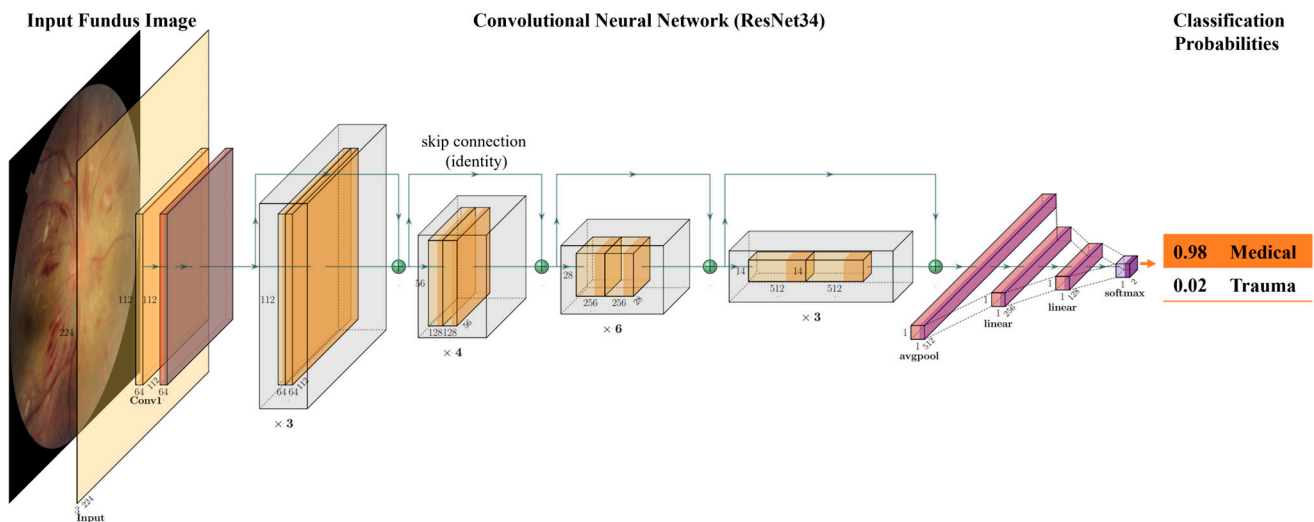 Input Fundus Image
Convolutional Neural Network (ResNet34)
Classification
Probabilities
skip connection
(identity)
224
3
224
Input
112
64
112
Conv1
112
64
112
64
64
112
× 3
56
128
128
56
× 4
28
256
256
28
× 6
14
512
14
512
× 3
1
1
512
avgpool
1
256
linear
1
1
128
linear
1
2
softmax
0.98 Medical
0.02 Trauma